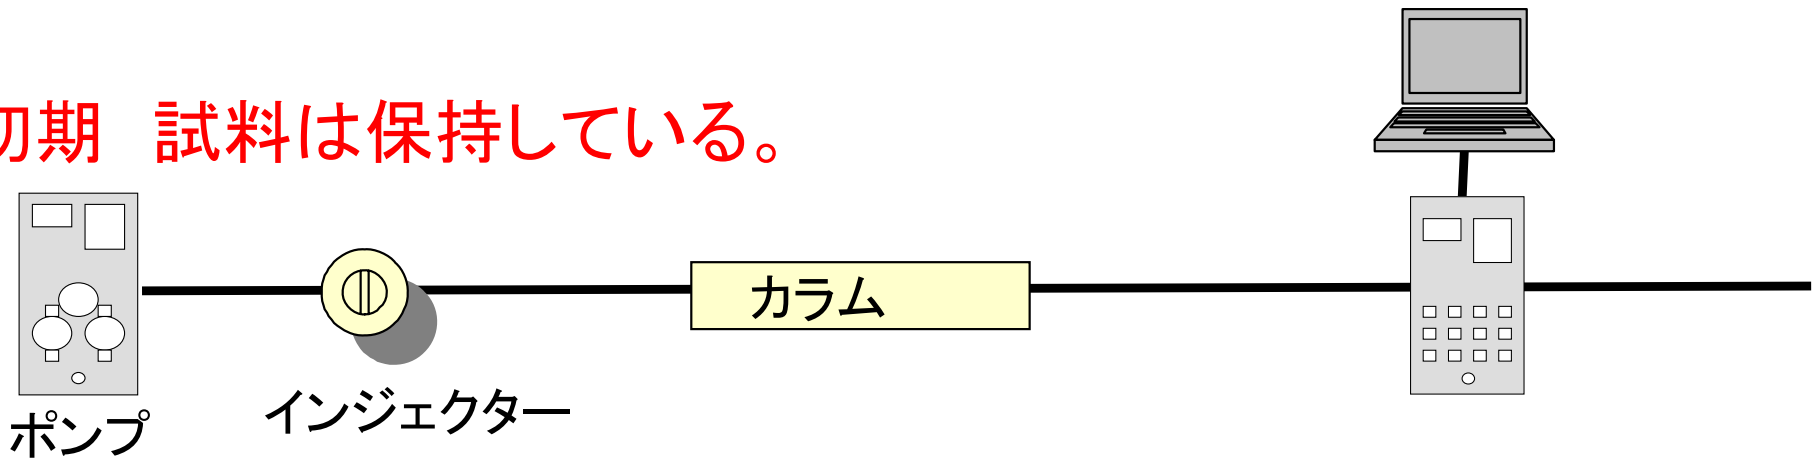 初期　試料は保持している。
カラム
インジェクター
ポンプ